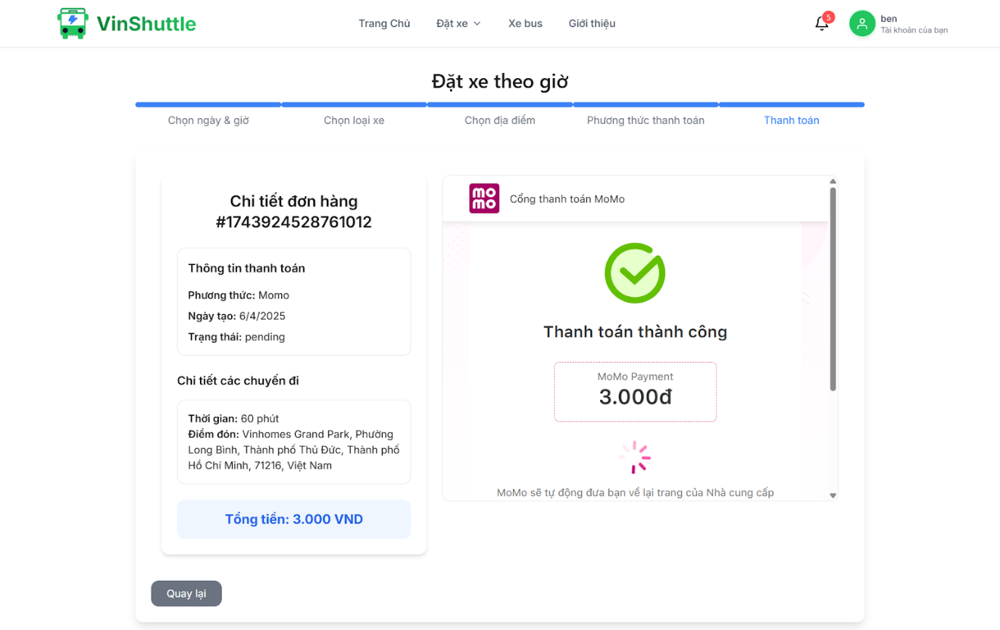 VinShuttle
Trang Chủ
Đặt xe
Xe bus
Giới thiệu
5
ben
Tài khoản của bạn
Đặt xe theo giờ
Chọn ngày & giờ
Chọn loại xe
Chọn địa điểm
Phương thức thanh toán
Thanh toán
Chi tiết đơn hàng
#1743924528761012
Thông tin thanh toán
Phương thức: Momo
Ngày tạo: 6/4/2025
Trạng thái: pending
Chi tiết các chuyến đi
Thời gian: 60 phút
Điểm đón: Vinhomes Grand Park, Phường
Long Bình, Thành phố Thủ Đức, Thành phố
Hồ Chí Minh, 71216, Việt Nam
Tổng tiền: 3.000 VND
mo
mo
Cổng thanh toán MoMo
Thanh toán thành công
MoMo Payment
3.000đ
MoMo sẽ tự động đưa bạn về lại trang của Nhà cung cấp
Quay lại